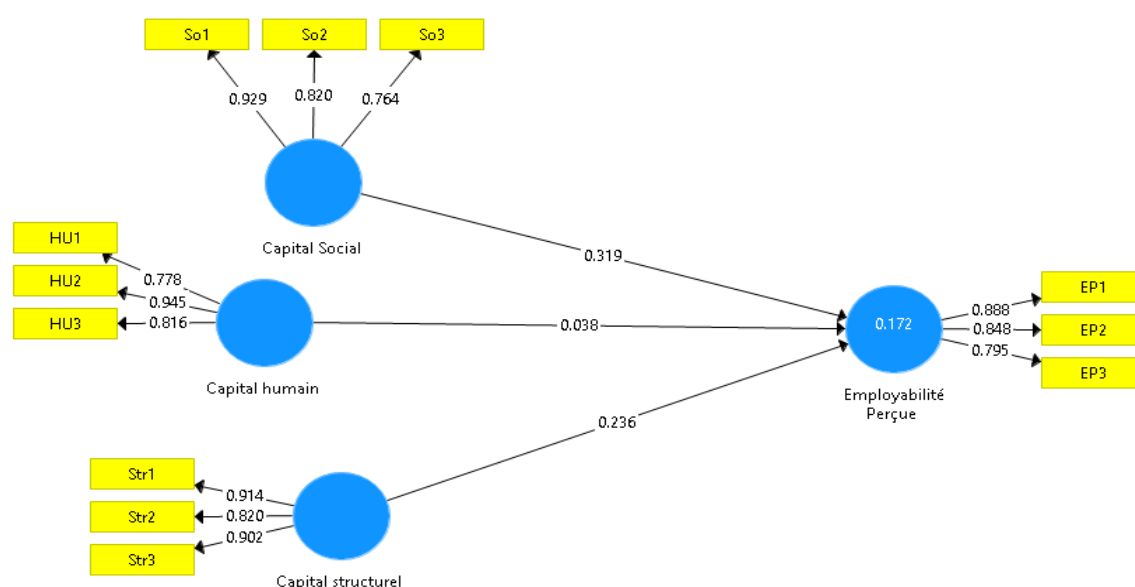 So1
So2
So3
0.929
0.820
0.764
Capital Social
0.319
HU1
HU2
HU3
0.778
0.945
0.816
Capital humain
0.038
0.172
Employabilité
Perçue
0.888
0.848
0.795
EP1
EP2
EP3
0.236
Str1
Str2
Str3
0.914
0.820
0.902
Capital structurel